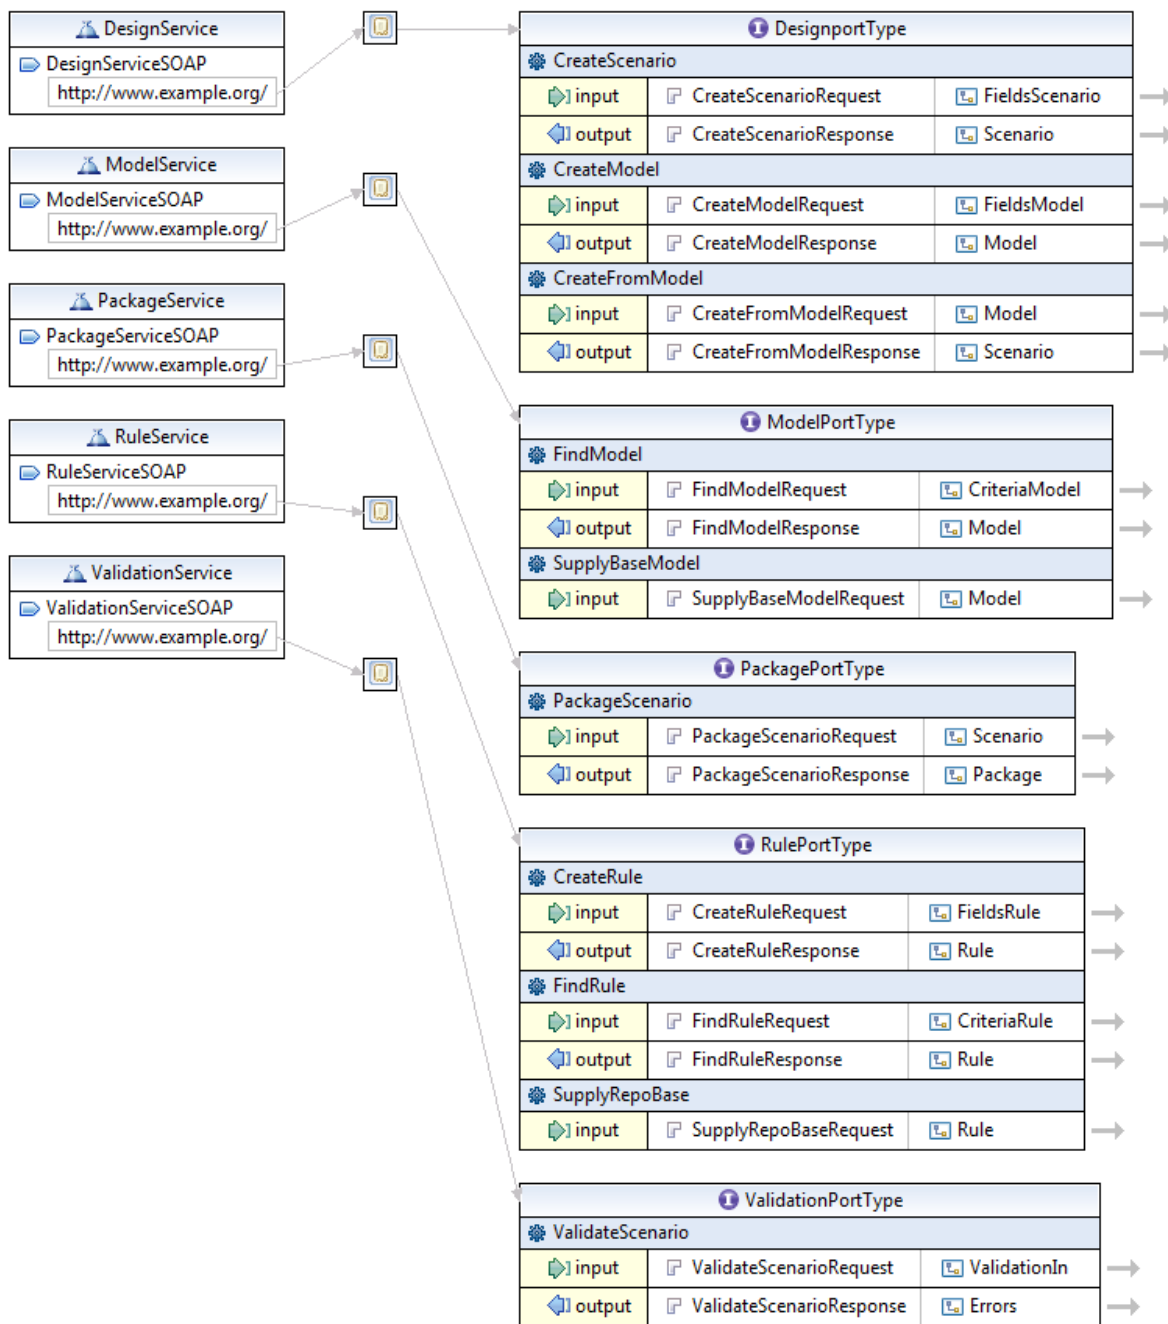 DesignService
DesignServiceSOAP
http://www.example.org/
ModelService
ModelServiceSOAP
http://www.example.org/
PackageService
PackageServiceSOAP
http://www.example.org/
RuleService
RuleServiceSOAP
http://www.example.org/
ValidationService
ValidationServiceSOAP
http://www.example.org/
DesignportType
CreateScenario
input CreateScenarioRequest FieldsScenario
output CreateScenarioResponse Scenario
CreateModel
input CreateModelRequest FieldsModel
output CreateModelResponse Model
CreateFromModel
input CreateFromModelRequest Model
output CreateFromModelResponse Scenario
ModelPortType
FindModel
input FindModelRequest CriteriaModel
output FindModelResponse Model
SupplyBaseModel
input SupplyBaseModelRequest Model
PackagePortType
PackageScenario
input PackageScenarioRequest Scenario
output PackageScenarioResponse Package
RulePortType
CreateRule
input CreateRuleRequest FieldsRule
output CreateRuleResponse Rule
FindRule
input FindRuleRequest CriteriaRule
output FindRuleResponse Rule
SupplyRepoBase
input SupplyRepoBaseRequest Rule
ValidationPortType
ValidateScenario
input ValidateScenarioRequest ValidationIn
output ValidateScenarioResponse Errors